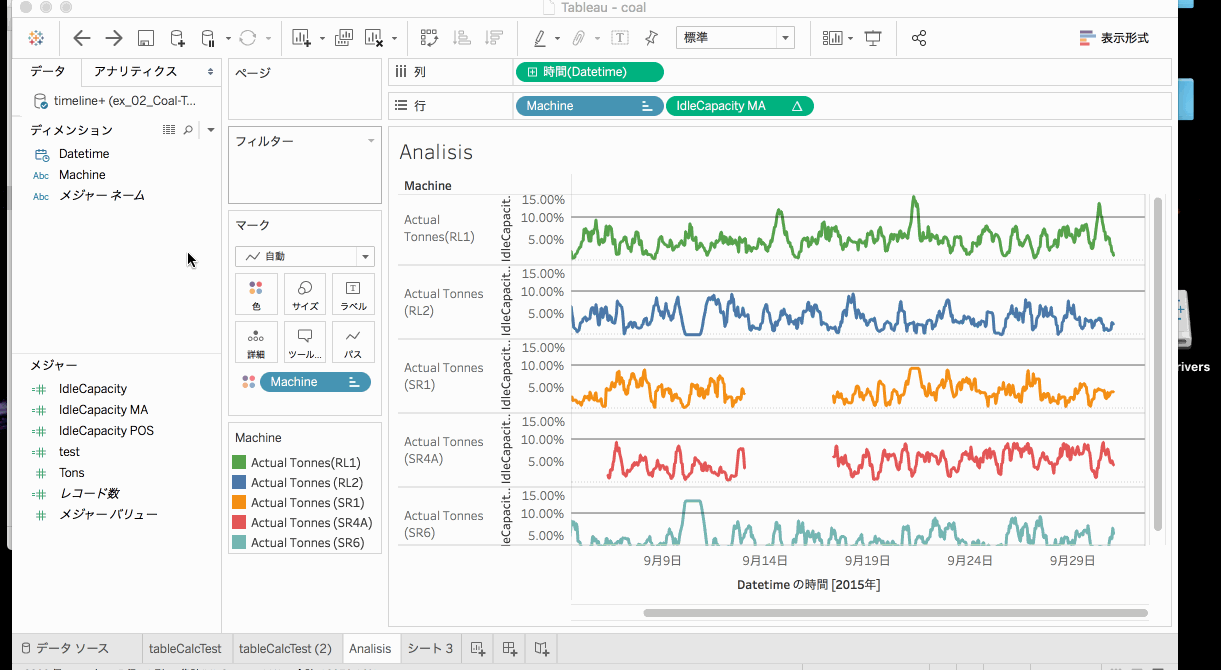 Tableau - coal
標準
表示形式
データ
アナリティクス
timeline+ (ex_02_Coal-T...
ディメンション
Datetime
Abc Machine
Abc メジャー ネーム
メジャー
IdleCapacity
IdleCapacity MA
IdleCapacity POS
test
Tons
レコード数
メジャー バリュー
ページ
フィルター
マーク
自動
色
サイズ
ラベル
詳細
ツール...
パス
Machine
Machine
Actual Tonnes(RL1)
Actual Tonnes (RL2)
Actual Tonnes (SR1)
Actual Tonnes (SR4A)
Actual Tonnes (SR6)
列
時間(Datetime)
行
Machine
IdleCapacity MA
Analisis
Machine
Actual
Tonnes(RL1)
IdleCapacit..
15.00%
10.00%
5.00%
Actual Tonnes
(RL2)
IdleCapacit..
15.00%
10.00%
5.00%
Actual Tonnes
(SR1)
IdleCapacit..
15.00%
10.00%
5.00%
Actual Tonnes
(SR4A)
IdleCapacit..
15.00%
10.00%
5.00%
Actual Tonnes
(SR6)
leCapacit..
15.00%
10.00%
5.00%
9月9日
9月14日
9月19日
9月24日
9月29日
Datetime の時間 [2015年]
rivers
データ ソース
tableCalcTest
tableCalcTest (2)
Analisis
シート 3